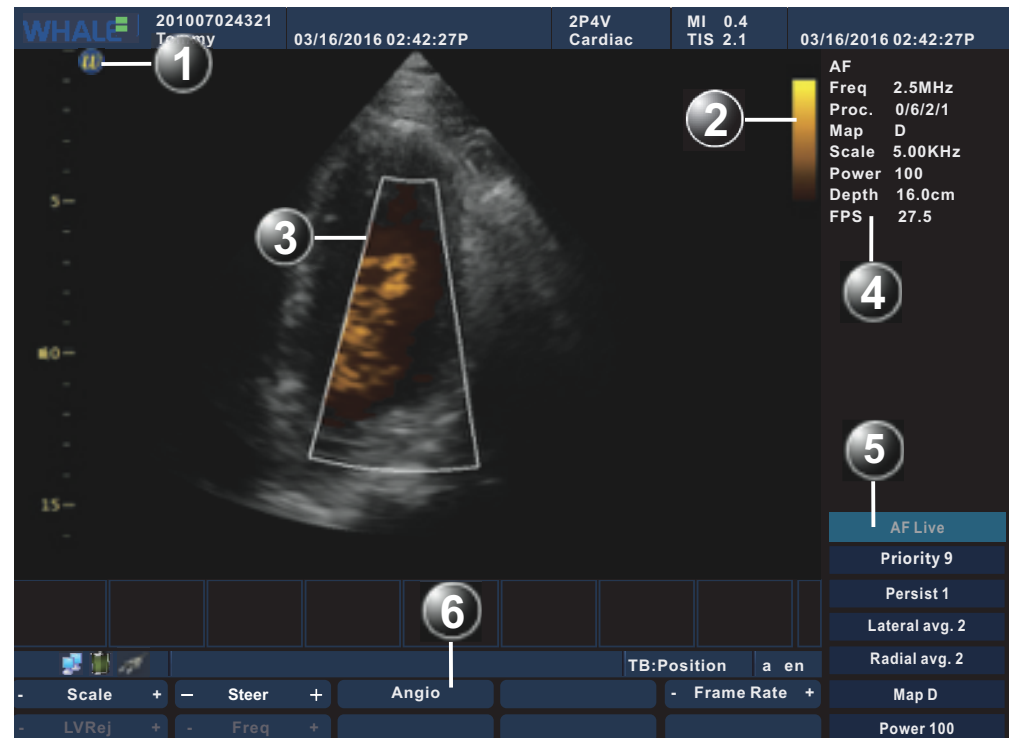 WHALE
201007024321
Tommy
03/16/2016 02:42:27P
2P4V
Cardiac
MI 0.4
TIS 2.1
03/16/2016 02:42:27P
1
2
3
4
5
6
AF
Freq 2.5MHz
Proc. 0/6/2/1
Map D
Scale 5.00KHz
Power 100
Depth 16.0cm
FPS 27.5
5
10
15
AF Live
Priority 9
Persist 1
Lateral avg. 2
Radial avg. 2
Map D
Power 100
TB:Position a en
- Scale +
- Steer +
Angio
- Frame Rate +
- LVRej +
- Freq +